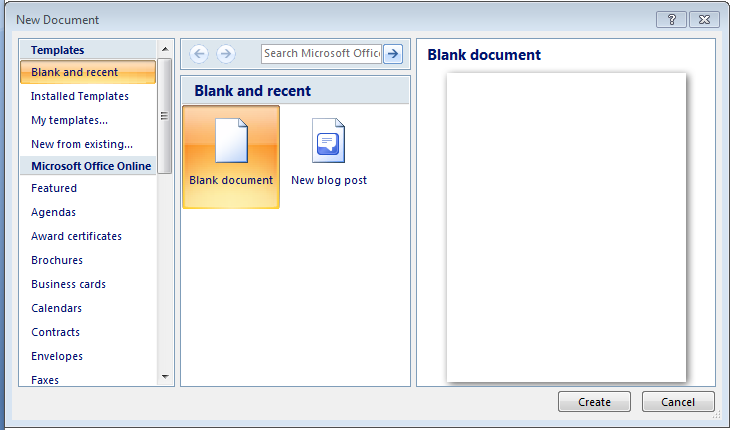 New Document
?
Templates
Blank and recent
Installed Templates
My templates...
New from existing...
Microsoft Office Online
Featured
Agendas
Award certificates
Brochures
Business cards
Calendars
Contracts
Envelopes
Faxes
Search Microsoft Offic
Blank and recent
Blank document
New blog post
Blank document
Create
Cancel